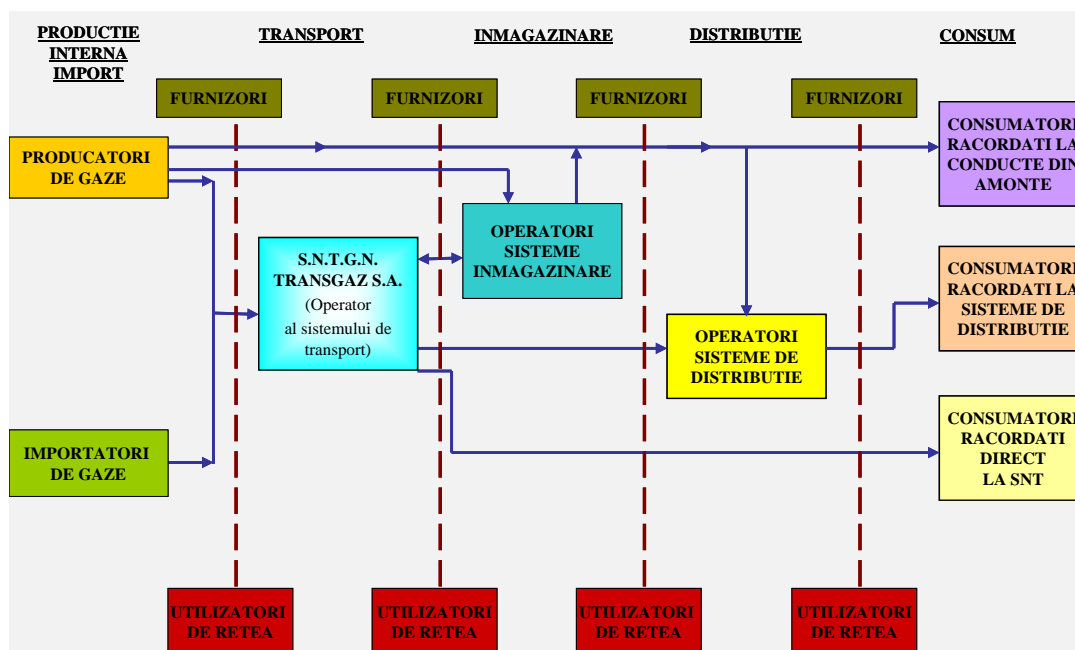 PRODUCTIE
INTERNA
IMPORT
TRANSPORT
INMAGAZINARE
DISTRIBUTIE
CONSUM
FURNIZORI
FURNIZORI
FURNIZORI
FURNIZORI
PRODUCATORI
DE GAZE
CONSUMATORI
RACORDATI LA
CONDUCTE DIN
AMONTE
OPERATORI
SISTEME
INMAGAZINARE
S.N.T.G.N.
TRANSGAZ S.A.
(Operator
al sistemului de
transport)
CONSUMATORI
RACORDATI LA
SISTEME DE
DISTRIBUTIE
OPERATORI
SISTEME DE
DISTRIBUTIE
IMPORTATORI
DE GAZE
CONSUMATORI
RACORDATI
DIRECT
LA SNT
UTILIZATORI
DE RETEA
UTILIZATORI
DE RETEA
UTILIZATORI
DE RETEA
UTILIZATORI
DE RETEA